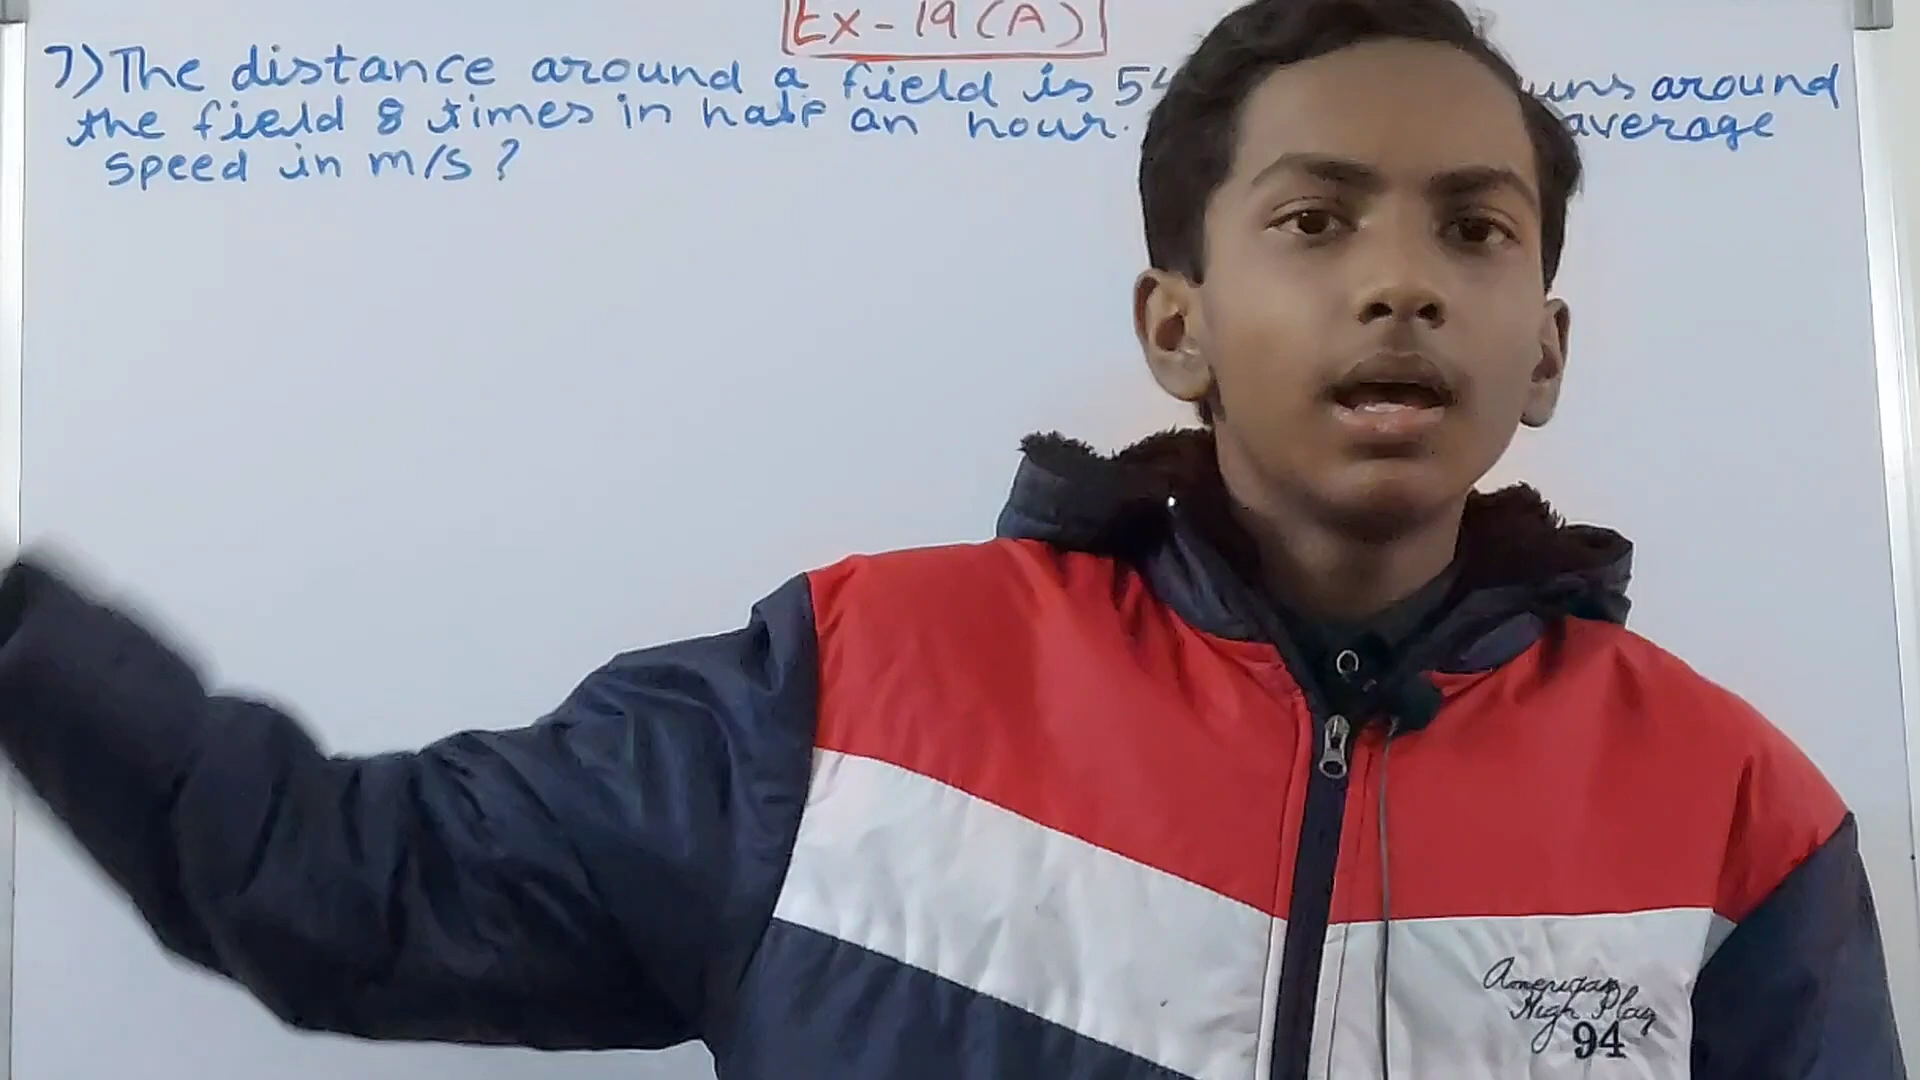 Ex-19(A)
7) The distance around a field is 54 uns around
the field 8 times in half an hour. average
speed in m/s ?
American
High Play
94